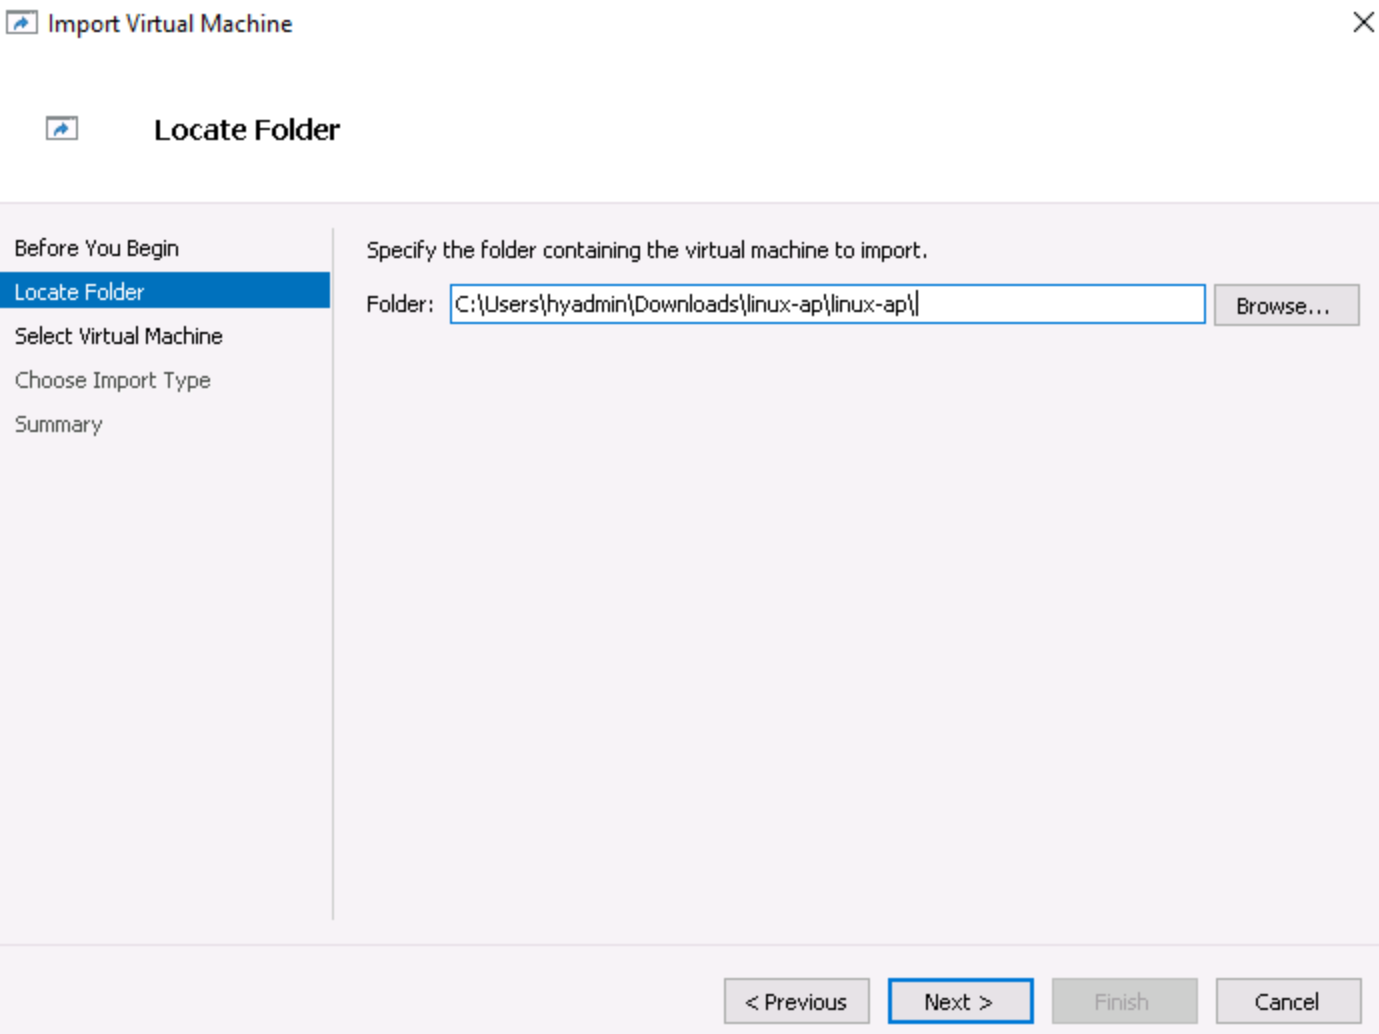 Import Virtual Machine
Locate Folder
Before You Begin
Locate Folder
Select Virtual Machine
Choose Import Type
Summary
Specify the folder containing the virtual machine to import.
Folder: C:\Users\hyadmin\Downloads\linux-ap\linux-ap\ Browse...
< Previous Next > Finish Cancel